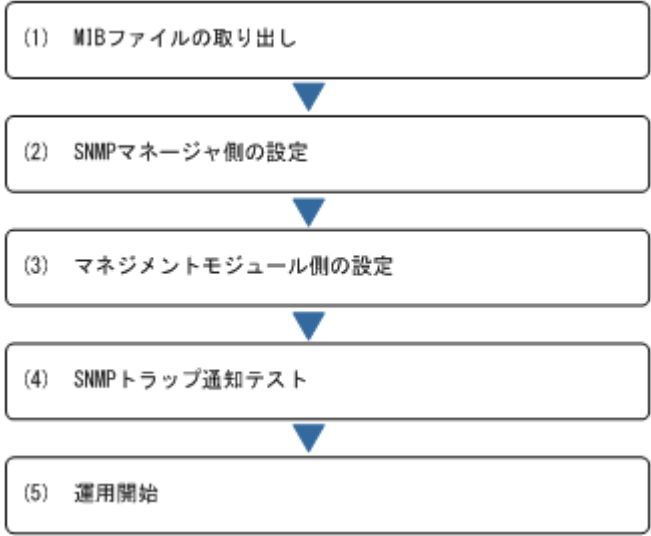 (1) MIBファイルの取り出し
(2) SNMPマネージャ側の設定
(3) マネジメントモジュール側の設定
(4) SNMPトラップ通知テスト
(5) 運用開始